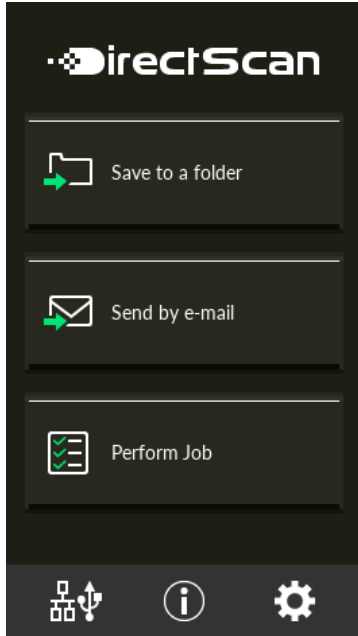 DirectScan
Save to a folder
Send by e-mail
Perform Job